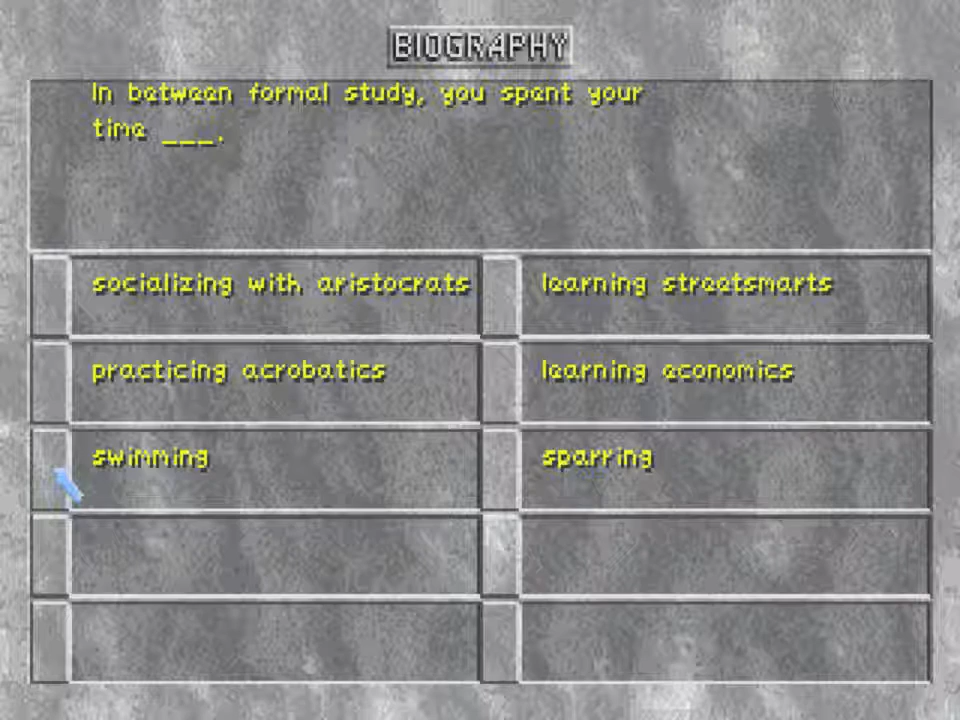 BIOGRAPHY
In between formal study, you spent your
time ___.
socializing with aristocrats
learning streetsmarts
practicing acrobatics
learning economics
swimming
sparring